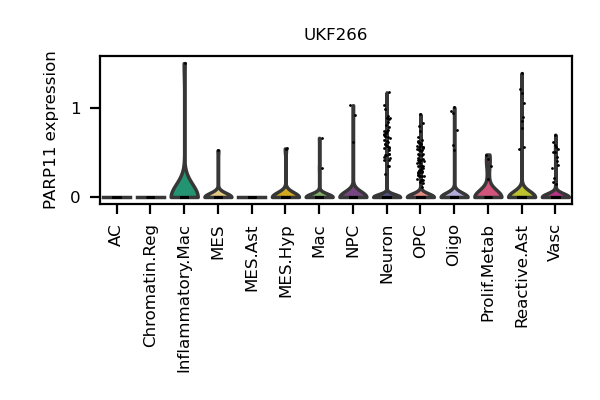 UKF266
PARP11 expression
1
0
AC
Chromatin.Reg
Inflammatory.Mac
MES
MES.Ast
MES.Hyp
Mac
NPC
Neuron
OPC
Oligo
Prolif.Metab
Reactive.Ast
Vasc